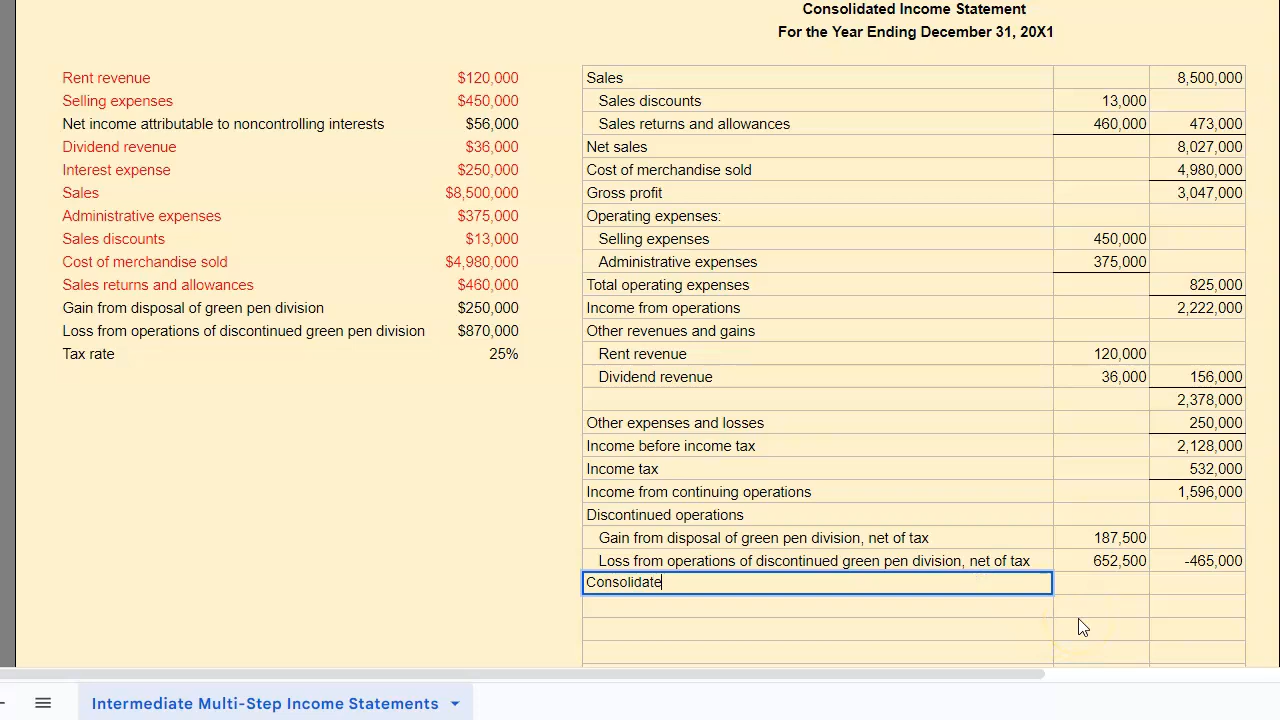 Consolidated Income Statement
For the Year Ending December 31, 20X1
Rent revenue $120,000
Selling expenses $450,000
Net income attributable to noncontrolling interests $56,000
Dividend revenue $36,000
Interest expense $250,000
Sales $8,500,000
Administrative expenses $375,000
Sales discounts $13,000
Cost of merchandise sold $4,980,000
Sales returns and allowances $460,000
Gain from disposal of green pen division $250,000
Loss from operations of discontinued green pen division $870,000
Tax rate 25%
Sales 8,500,000
Sales discounts 13,000
Sales returns and allowances 460,000 473,000
Net sales 8,027,000
Cost of merchandise sold 4,980,000
Gross profit 3,047,000
Operating expenses:
Selling expenses 450,000
Administrative expenses 375,000
Total operating expenses 825,000
Income from operations 2,222,000
Other revenues and gains
Rent revenue 120,000
Dividend revenue 36,000 156,000
2,378,000
Other expenses and losses 250,000
Income before income tax 2,128,000
Income tax 532,000
Income from continuing operations 1,596,000
Discontinued operations
Gain from disposal of green pen division, net of tax 187,500
Loss from operations of discontinued green pen division, net of tax 652,500 -465,000
Consolidate
Intermediate Multi-Step Income Statements